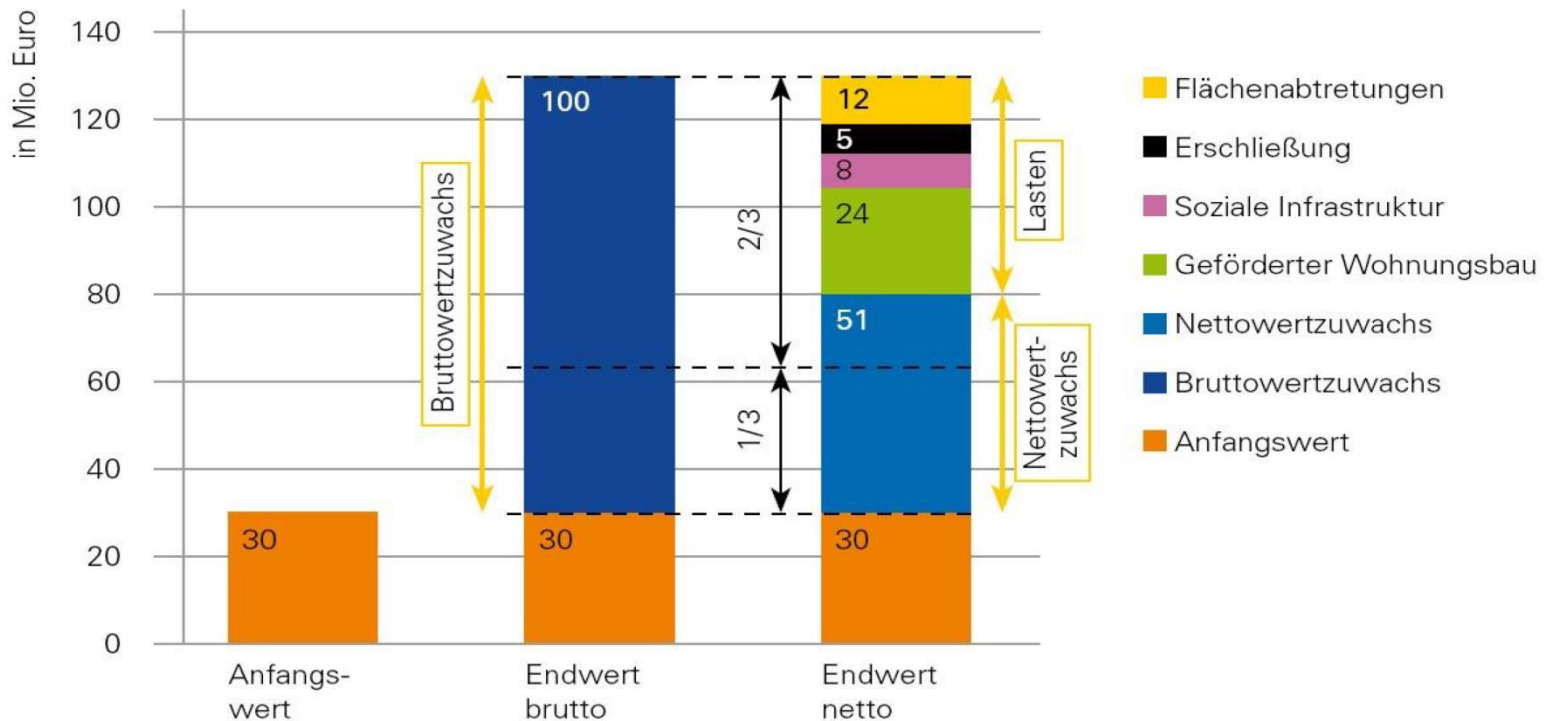 in Mio. Euro
140
120
100
80
60
40
20
0
Bruttowertzuwachs
100
2/3
1/3
12
5
8
24
51
30
30
30
Lasten
Nettowert-
zuwachs
Anfangs-
wert
Endwert
brutto
Endwert
netto
Flächenabtretungen
Erschließung
Soziale Infrastruktur
Geförderter Wohnungsbau
Nettowertzuwachs
Bruttowertzuwachs
Anfangswert